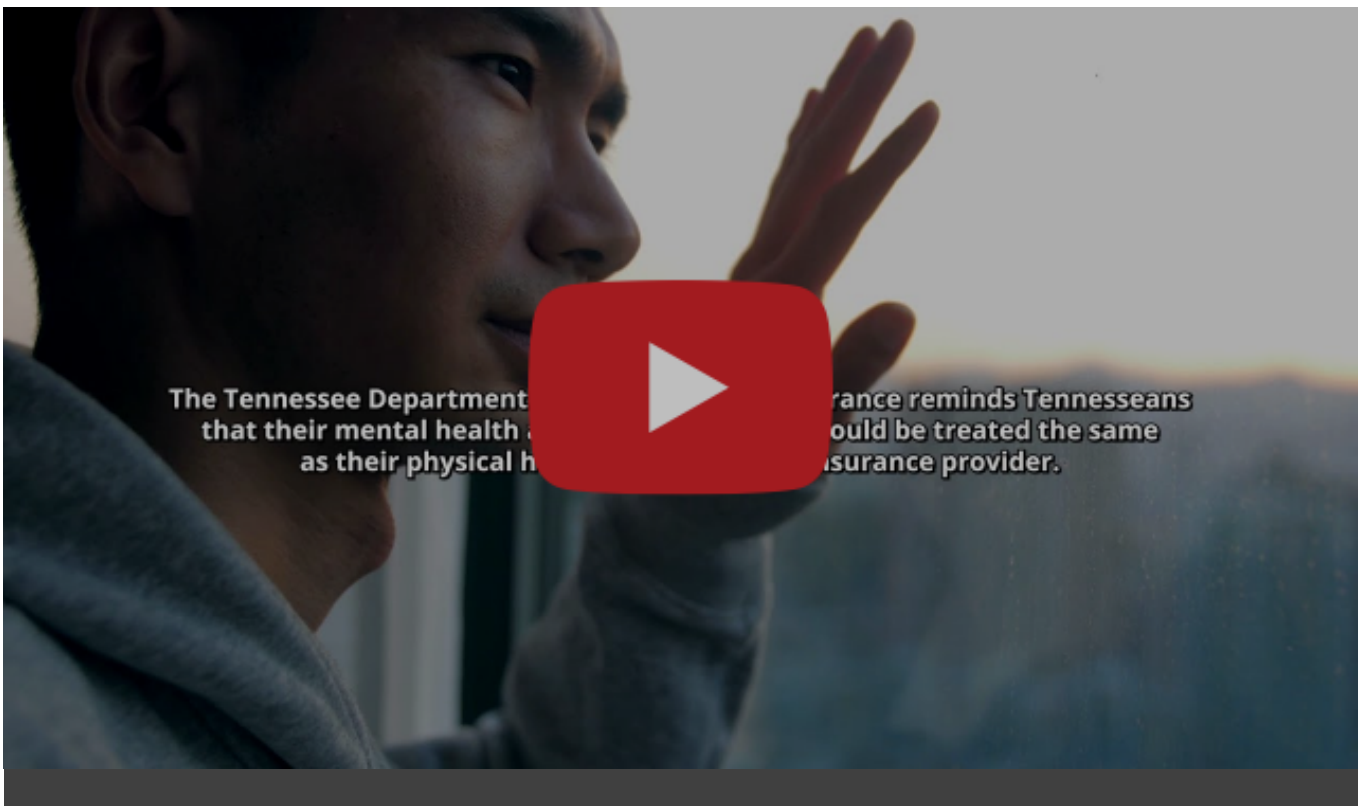 The Tennessee Department rance reminds Tennesseans
that their mental health ould be treated the same
as their physical surance provider.